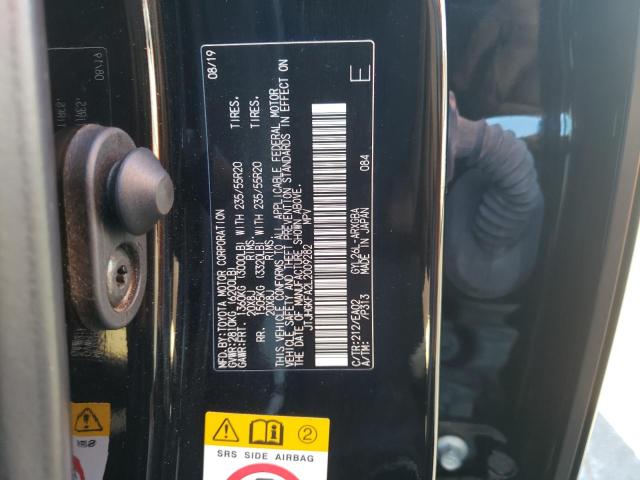 MFD.BY:TOYOTA MOTOR CORPORATION 08/19
GVWR:2810KG(6200LB)
GAWR:FRT. 1360KG (3000LB) WITH 235/55R20 TIRES.
20X8J RIMS
RR. 1505KG (3320LB) WITH 235/55R20 TIRES.
20X8J RIMS
THIS VEHICLE CONFORMS TO ALL APPLICABLE FEDERAL MOTOR
VEHICLE SAFETY AND THEFT PREVENTION STANDARDS IN EFFECT ON
THE DATE OF MANUFACTURE SHOWN ABOVE.
MPV
E
C/TR:212/EA02 GYL26L-ARXGBA
A/TM: /P313 MADE IN JAPAN 084
2
SRS SIDE AIRBAG